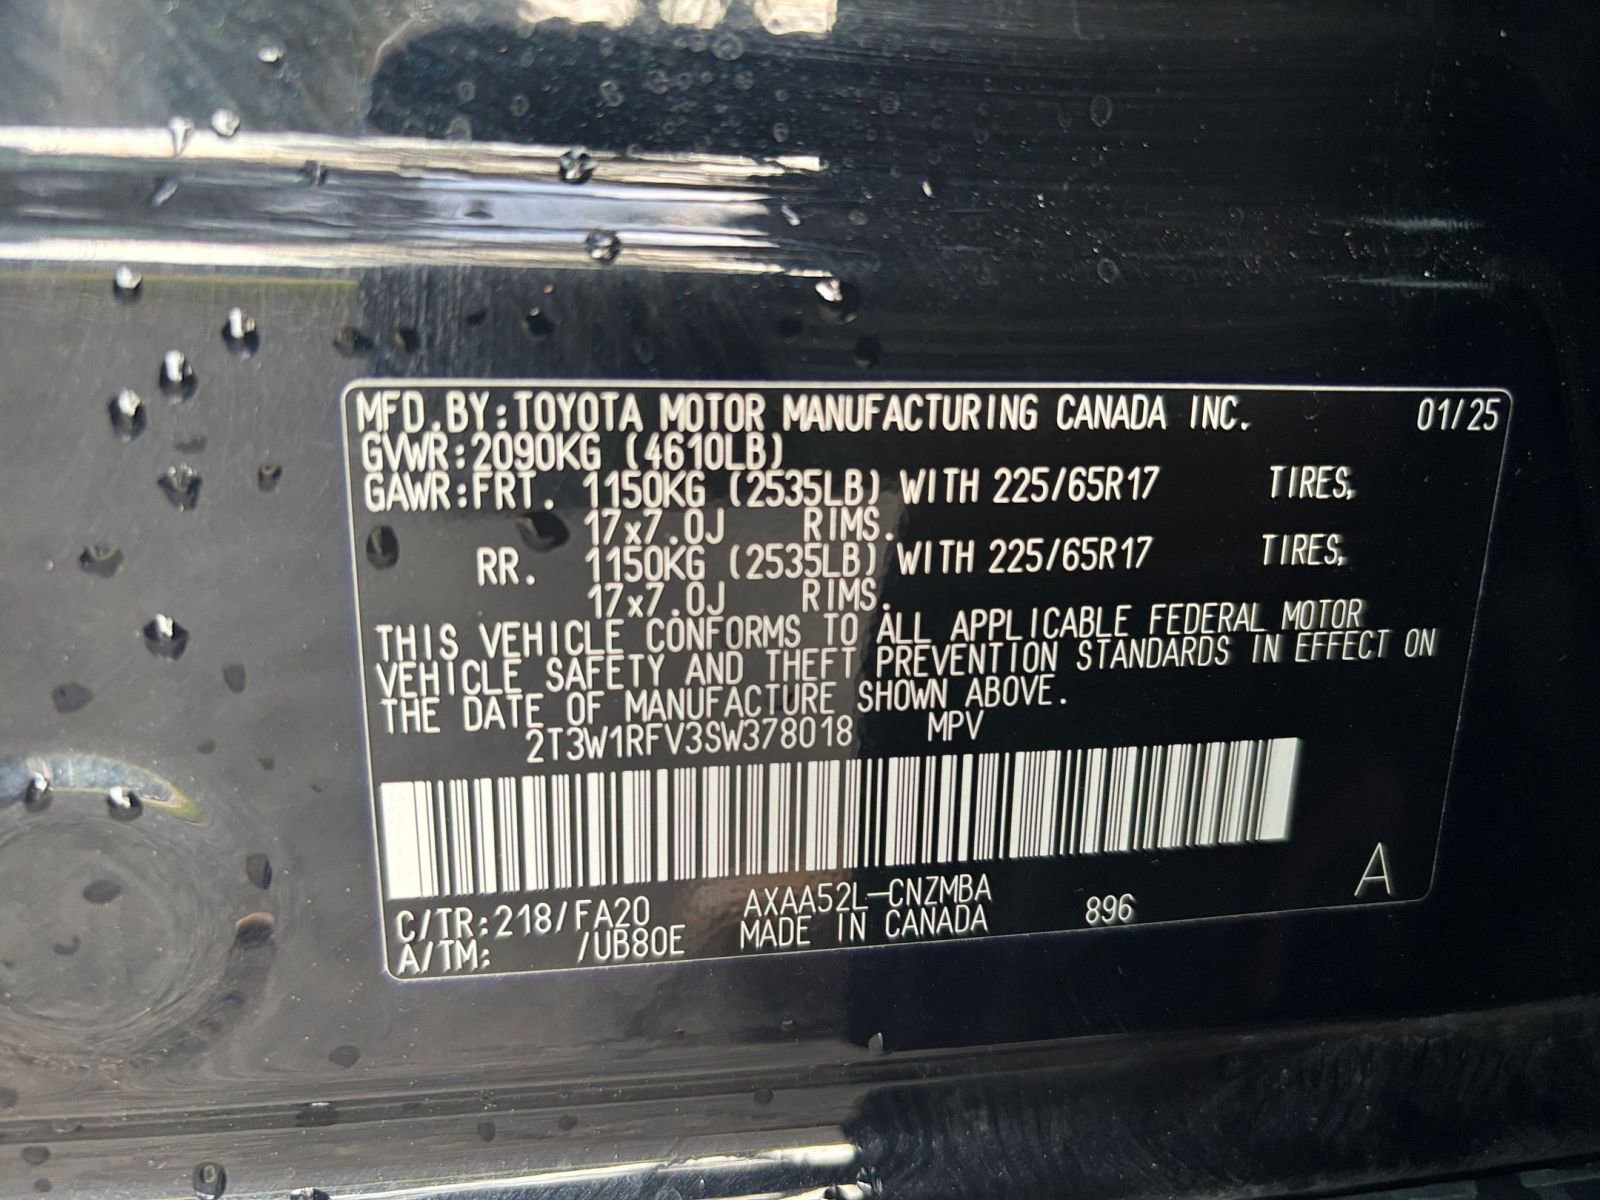 MFD.BY:TOYOTA MOTOR MANUFACTURING CANADA INC. 01/25
GVWR:2090KG (4610LB)
GAWR:FRT. 1150KG (2535LB) WITH 225/65R17 TIRES,
17x7.0J RIMS.
RR. 1150KG (2535LB) WITH 225/65R17 TIRES,
17x7.0J RIMS.
THIS VEHICLE CONFORMS TO ALL APPLICABLE FEDERAL MOTOR
VEHICLE SAFETY AND THEFT PREVENTION STANDARDS IN EFFECT ON
THE DATE OF MANUFACTURE SHOWN ABOVE.
2T3W1RFV3SW378018 MPV
C/TR:218/FA20 AXAA52L-CNZMBA 896 A
A/TM: /UB80E MADE IN CANADA